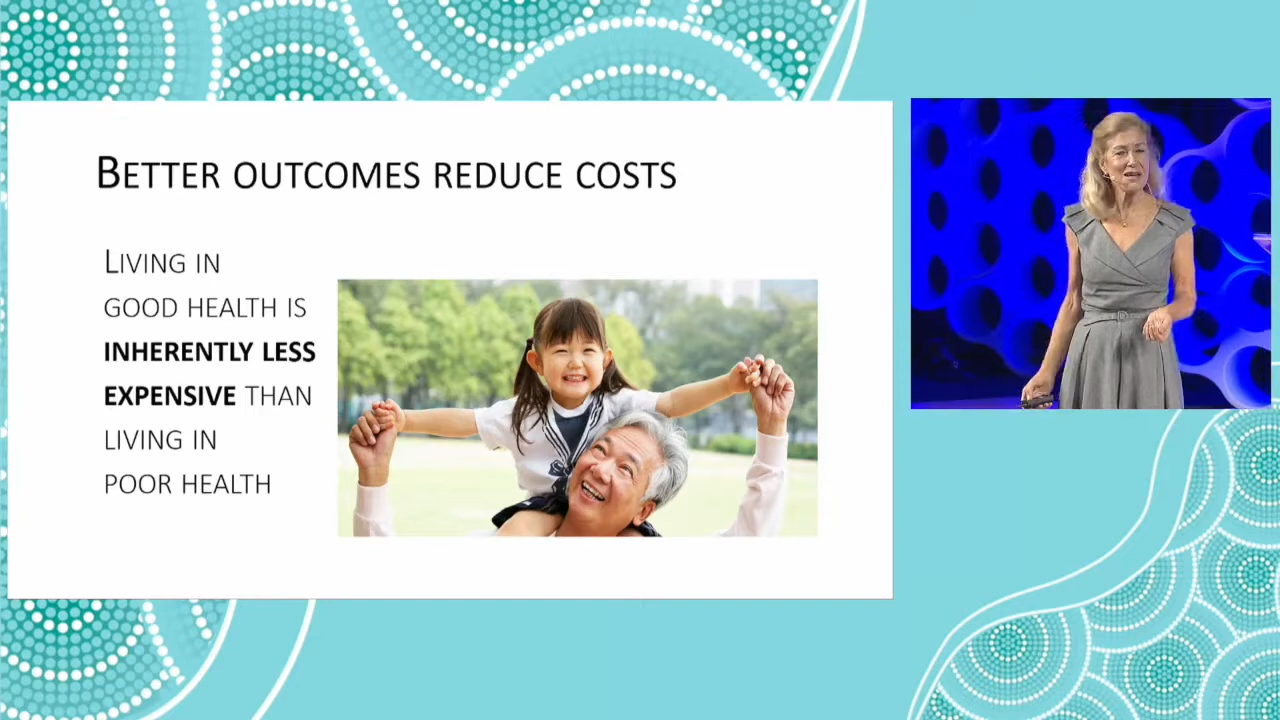 BETTER OUTCOMES REDUCE COSTS
LIVING IN
GOOD HEALTH IS
INHERENTLY LESS
EXPENSIVE THAN
LIVING IN
POOR HEALTH